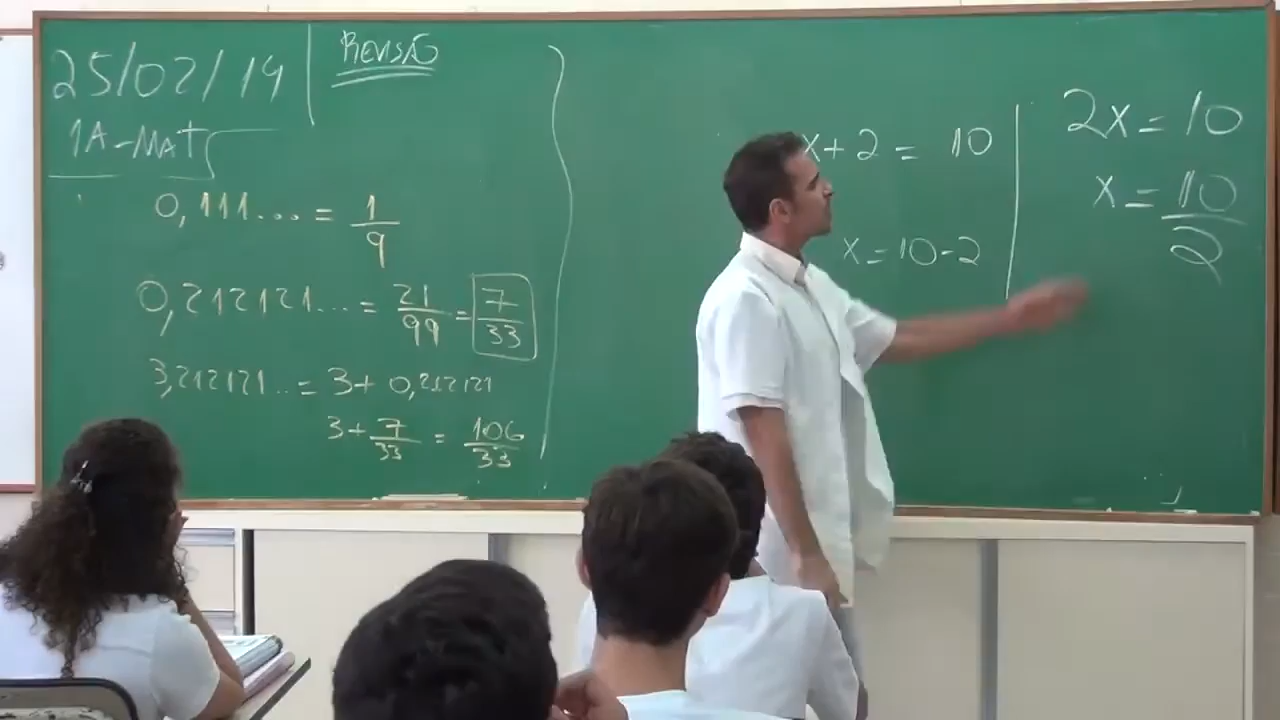 25/02/14
REVISÃO
1A-MAT
0,111... = 1/9
0,212121... = 21/99 = 7/33
3,212121... = 3+ 0,212121
3+7/33 = 106/33
x+2 = 10
x=10-2
2x=10
x=10/2